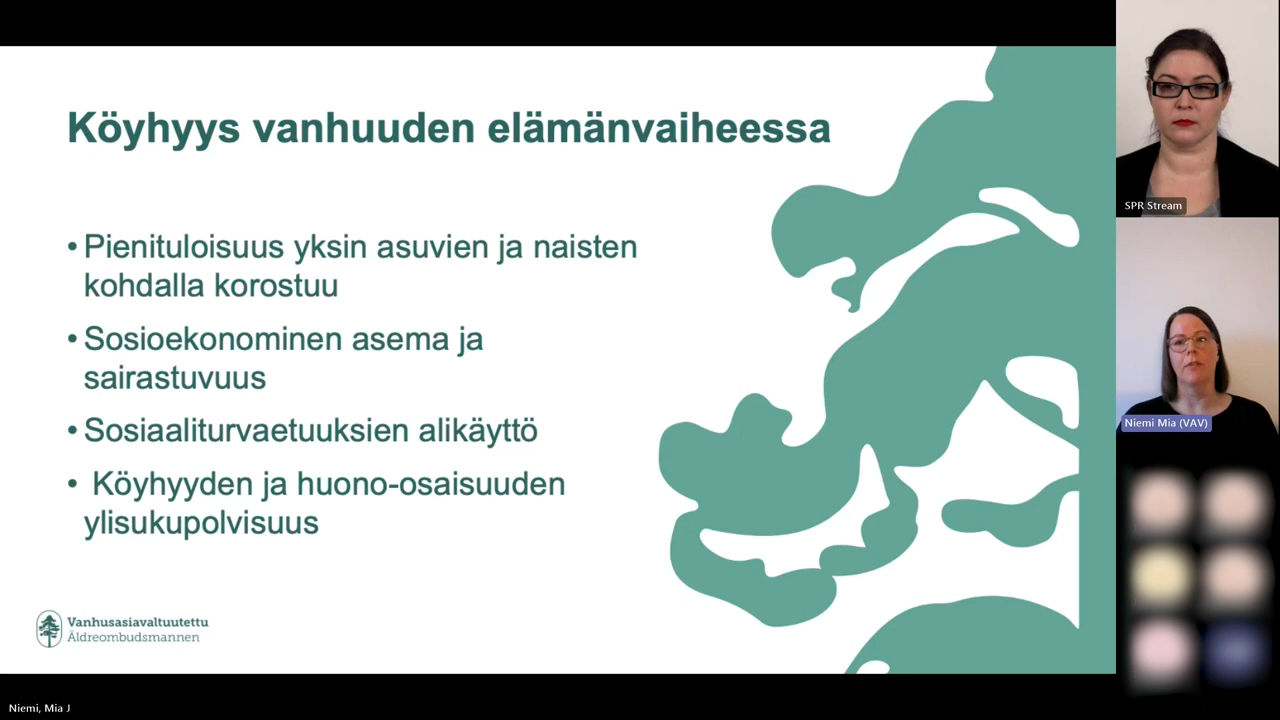 Köyhyys vanhuuden elämänvaiheessa
• Pienituloisuus yksin asuvien ja naisten
kohdalla korostuu
• Sosioekonominen asema ja
sairastuvuus
• Sosiaaliturvaetuuksien alikäyttö
• Köyhyyden ja huono-osaisuuden
ylisukupolvisuus
Vanhusasiavaltuutettu
Äldreombudsmannen
SPR Stream
Niemi Mia (VAV)
Niemi, Mia J